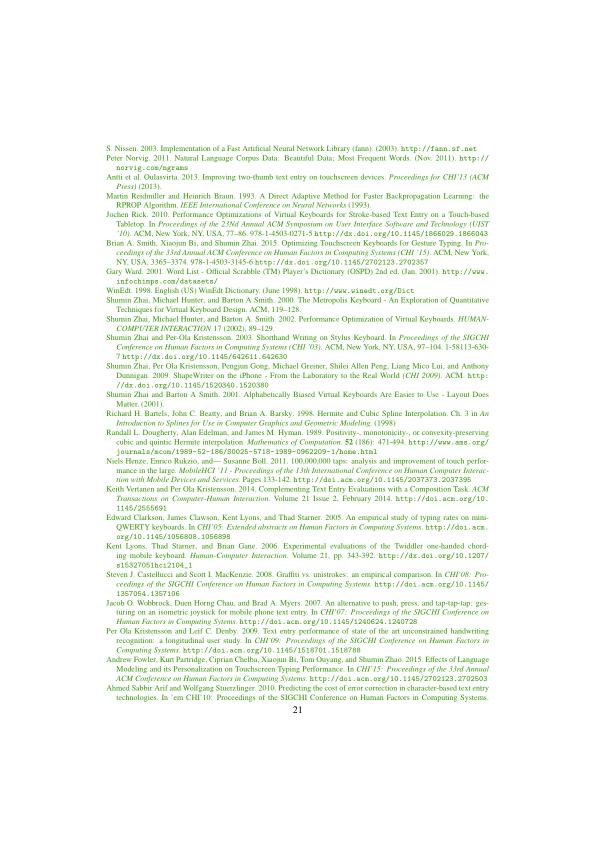 S. Nissen. 2003. Implementation of a Fast Artificial Neural Network Library (fann). (2003). http://fann.sf.net
Peter Norvig. 2011. Natural Language Corpus Data: Beautiful Data; Most Frequent Words. (Nov. 2011). http://
norvig.com/ngrams
Antti et al. Oulasvirta. 2013. Improving two-thumb text entry on touchscreen devices. Proceedings for CHI'13 (ACM
Press) (2013).
Martin Reidmiller and Heinrich Braun. 1993. A Direct Adaptive Method for Faster Backpropagation Learning: the
RPROP Algorithm. IEEE International Conference on Neural Networks (1993).
Jochen Rick. 2010. Performance Optimizations of Virtual Keyboards for Stroke-based Text Entry on a Touch-based
Tabletop. In Proceedings of the 23Nd Annual ACM Symposium on User Interface Software and Technology (UIST
'10). ACM, New York, NY, USA, 77–86. 978-1-4503-0271-5 http://dx.doi.org/10.1145/1866029.1866043
Brian A. Smith, Xiaojun Bi, and Shumin Zhai. 2015. Optimizing Touchscreen Keyboards for Gesture Typing. In Pro-
ceedings of the 33rd Annual ACM Conference on Human Factors in Computing Systems (CHI '15). ACM, New York,
NY, USA, 3365–3374. 978-1-4503-3145-6 http://dx.doi.org/10.1145/2702123.2702357
Gary Ward. 2001. Word List - Official Scrabble (TM) Player's Dictionary (OSPD) 2nd ed. (Jan. 2001). http://www.
infochimps.com/datasets/
WinEdt. 1998. English (US) WinEdt Dictionary. (June 1998). http://www.winedt.org/Dict
Shumin Zhai, Michael Hunter, and Barton A Smith. 2000. The Metropolis Keyboard - An Exploration of Quantitative
Techniques for Virtual Keyboard Design. ACM, 119–128.
Shumin Zhai, Michael Hunter, and Barton A. Smith. 2002. Performance Optimization of Virtual Keyboards. HUMAN-
COMPUTER INTERACTION 17 (2002), 89–129.
Shumin Zhai and Per-Ola Kristensson. 2003. Shorthand Writing on Stylus Keyboard. In Proceedings of the SIGCHI
Conference on Human Factors in Computing Systems (CHI '03). ACM, New York, NY, USA, 97–104. 1-58113-630-
7 http://dx.doi.org/10.1145/642611.642630
Shumin Zhai, Per Ola Kristensson, Pengjun Gong, Michael Greiner, Shilei Allen Peng, Liang Mico Liu, and Anthony
Dunnigan. 2009. ShapeWriter on the iPhone - From the Laboratory to the Real World (CHI 2009). ACM. http:
//dx.doi.org/10.1145/1520340.1520380
Shumin Zhai and Barton A. Smith. 2001. Alphabetically Biased Virtual Keyboards Are Easier to Use - Layout Does
Matter. (2001).
Richard H. Bartels, John C. Beatty, and Brian A. Barsky. 1998. Hermite and Cubic Spline Interpolation. Ch. 3 in An
Introduction to Splines for Use in Computer Graphics and Geometric Modeling. (1998)
Randall L. Dougherty, Alan Edelman, and James M. Hyman. 1989. Positivity-, monotonicity-, or convexity-preserving
cubic and quintic Hermite interpolation. Mathematics of Computation. 52 (186): 471-494. http://www.ams.org/
journals/mcom/1989-52-186/S0025-5718-1989-0962209-1/home.html
Niels Henze, Enrico Rukzio, and— Susanne Boll. 2011. 100,000,000 taps: analysis and improvement of touch perfor-
mance in the large. MobileHCI '11 - Proceedings of the 13th International Conference on Human Computer Interac-
tion with Mobile Devices and Services. Pages 133-142. http://doi.acm.org/10.1145/2037373.2037395
Keith Vertanen and Per Ola Kristensson. 2014. Complementing Text Entry Evaluations with a Composition Task. ACM
Transactions on Computer-Human Interaction. Volume 21 Issue 2, February 2014. http://doi.acm.org/10.
1145/2555691
Edward Clarkson, James Clawson, Kent Lyons, and Thad Starner. 2005. An empirical study of typing rates on mini-
QWERTY keyboards. In CHI'05: Extended abstracts on Human Factors in Computing Systems. http://doi.acm.
org/10.1145/1056808.1056898
Kent Lyons, Thad Starner, and Brian Gane. 2006. Experimental evaluations of the Twiddler one-handed chord-
ing mobile keyboard. Human-Computer Interaction. Volume 21, pp. 343-392. http://dx.doi.org/10.1207/
s15327051hci2104_1
Steven J. Castellucci and Scott I. MacKenzie. 2008. Graffiti vs. unistrokes: an empirical comparison. In CHI'08: Pro-
ceedings of the SIGCHI Conference on Human Factors in Computing Systems. http://doi.acm.org/10.1145/
1357054.1357106
Jacob O. Wobbrock, Duen Horng Chau, and Brad A. Myers. 2007. An alternative to push, press, and tap-tap-tap: ges-
turing on an isometric joystick for mobile phone text entry. In CHI'07: Proceedings of the SIGCHI Conference on
Human Factors in Computing Sytems. http://doi.acm.org/10.1145/1240624.1240728
Per Ola Kristensson and Leif C. Denby. 2009. Text entry performance of state of the art unconstrained handwriting
recognition: a longitudinal user study. In CHI'09: Proceedings of the SIGCHI Conference on Human Factors in
Computing Systems. http://doi.acm.org/10.1145/1518701.1518788
Andrew Fowler, Kurt Partridge, Ciprian Chelba, Xiaojun Bi, Tom Ouyang, and Shumin Zhao. 2015. Effects of Language
Modeling and its Personalization on Touchscreen Typing Performance. In CHI'15: Proceedings of the 33rd Annual
ACM Conference on Human Factors in Computing Systems. http://doi.acm.org/10.1145/2702123.2702503
Ahmed Sabbir Arif and Wolfgang Stuerzlinger. 2010. Predicting the cost of error correction in character-based text entry
technologies. In 'em CHI'10: Proceedings of the SIGCHI Conference on Human Factors in Computing Systems.
21